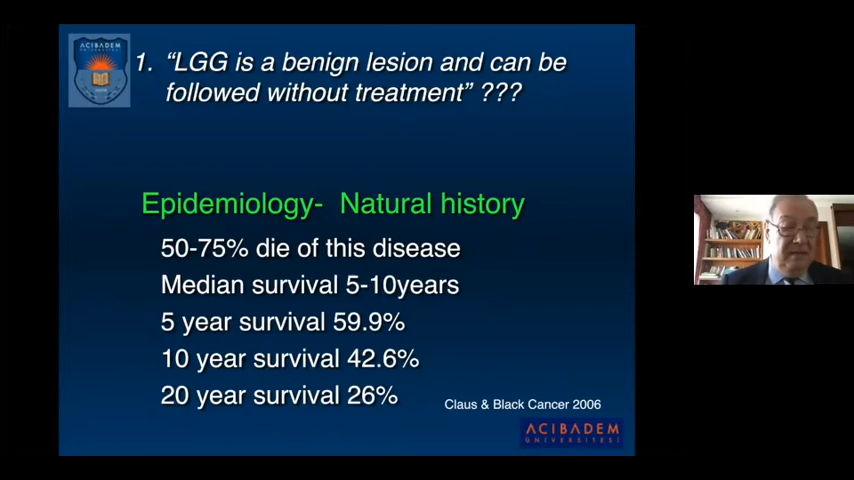 ACIBADEM
1. "LGG is a benign lesion and can be
followed without treatment" ???
Epidemiology- Natural history
50-75% die of this disease
Median survival 5-10years
5 year survival 59.9%
10 year survival 42.6%
20 year survival 26%
Claus & Black Cancer 2006
ACIBADEM
ÜNİVERSİTESİ